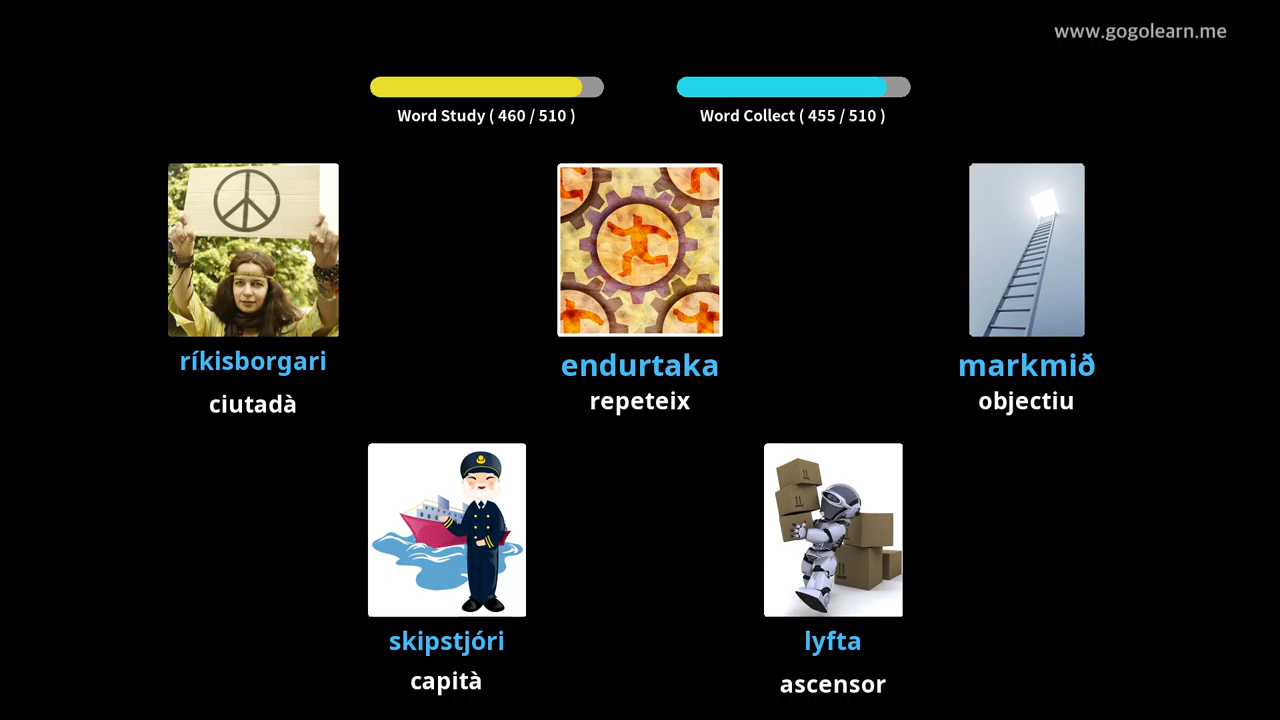 www.gogolearn.me
Word Study ( 460 / 510 )
Word Collect ( 455 / 510 )
ríkisborgari
endurtaka
markmið
ciutadà
repeteix
objectiu
skipstjóri
lyfta
capità
ascensor